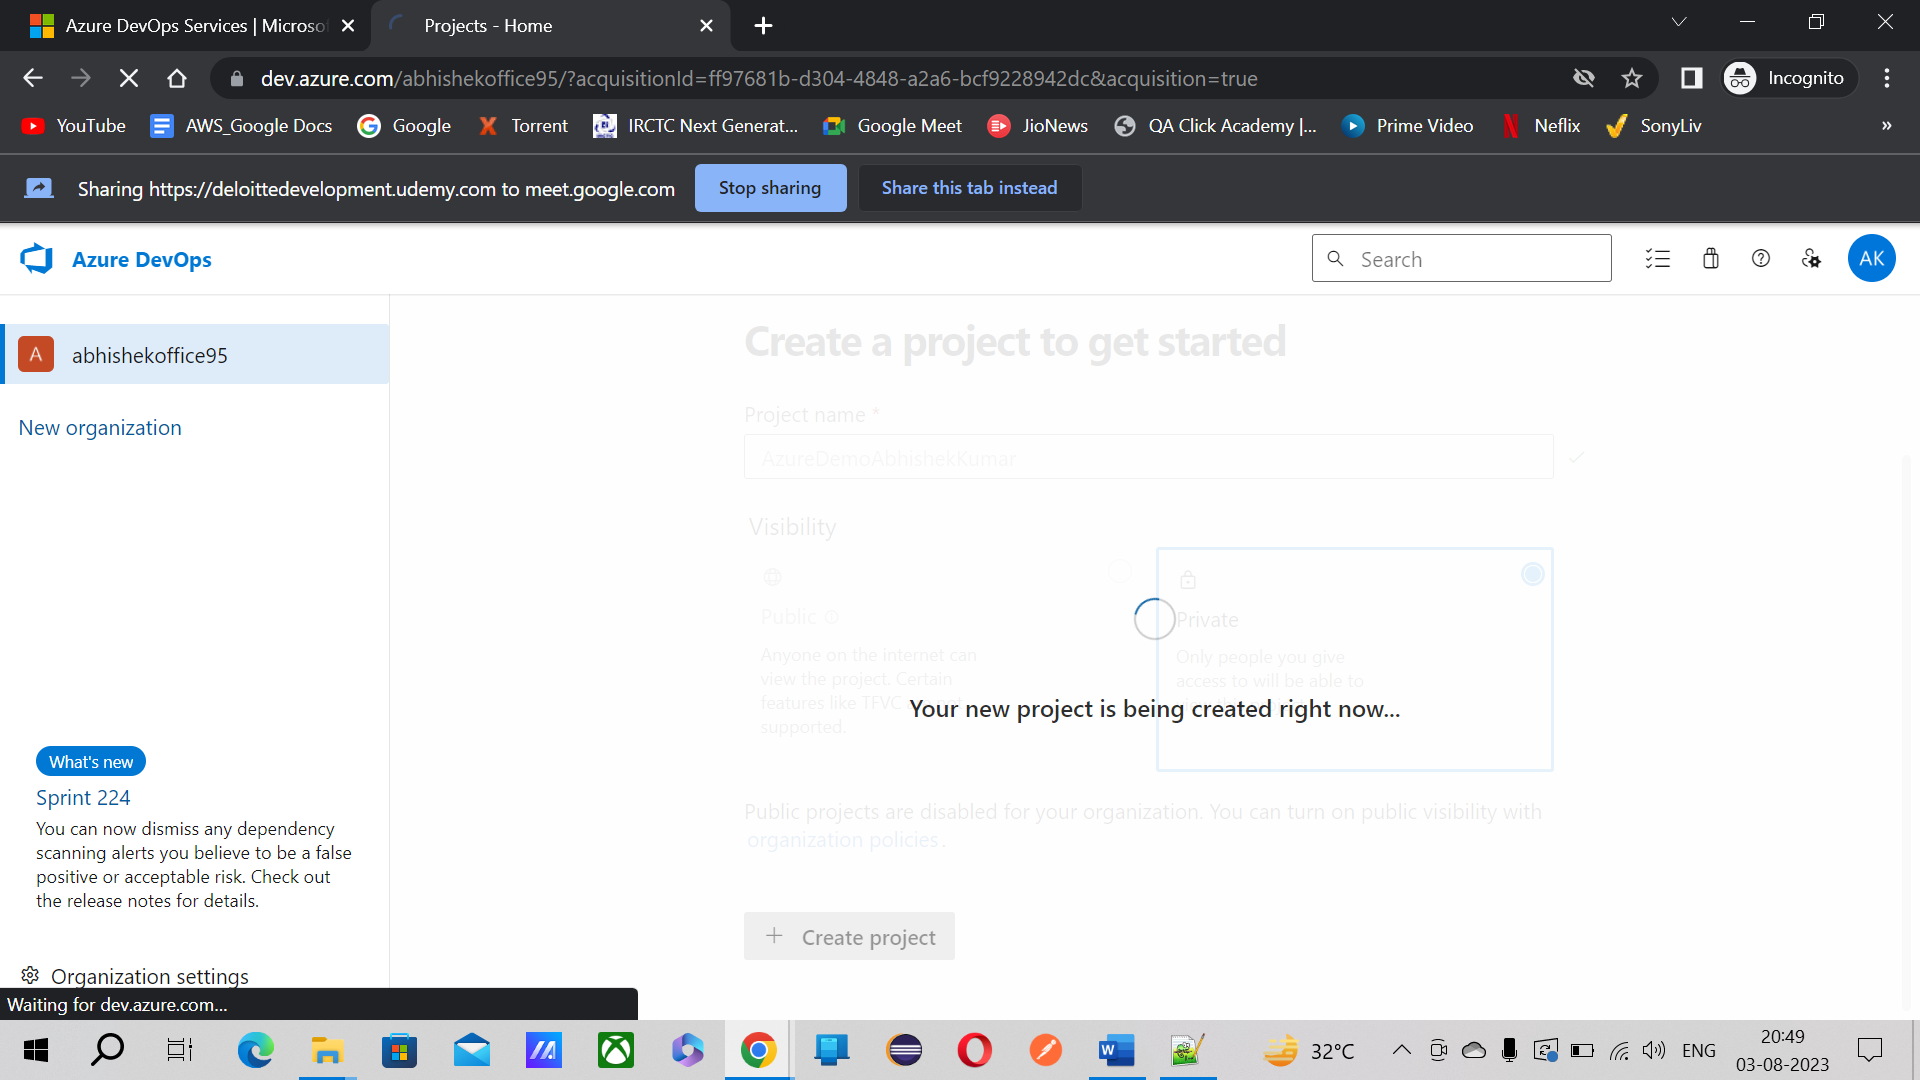 Azure DevOps Services | Microso
Projects - Home
dev.azure.com/abhishekoffice95/?acquisitionId=ff97681b-d304-4848-a2a6-bcf9228942dc&acquisition=true
Incognito
YouTube
AWS_Google Docs
Google
Torrent
IRCTC Next Generat...
Google Meet
JioNews
QA Click Academy |...
Prime Video
Neflix
SonyLiv
»
Sharing https://deloittedevelopment.udemy.com to meet.google.com
Stop sharing
Share this tab instead
Azure DevOps
Search
AK
A
abhishekoffice95
New organization
Create a project to get started
Project name *
AzureDemoAbhishekKumar
Visibility
Public
Anyone on the internet can
view the project. Certain
features like TFVC
supported.
Private
Only people you give
access to will be able to
Your new project is being created right now...
Public projects are disabled for your organization. You can turn on public visibility with
organization policies.
+ Create project
What's new
Sprint 224
You can now dismiss any dependency
scanning alerts you believe to be a false
positive or acceptable risk. Check out
the release notes for details.
Organization settings
Waiting for dev.azure.com...
32°C
ENG
20:49
03-08-2023